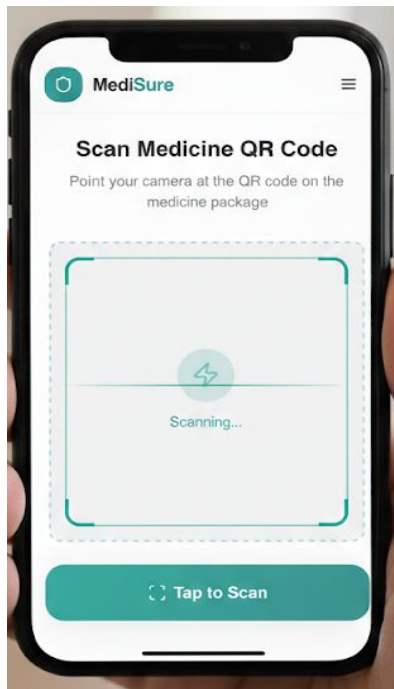 MediSure
Scan Medicine QR Code
Point your camera at the QR code on the
medicine package
Scanning...
Tap to Scan